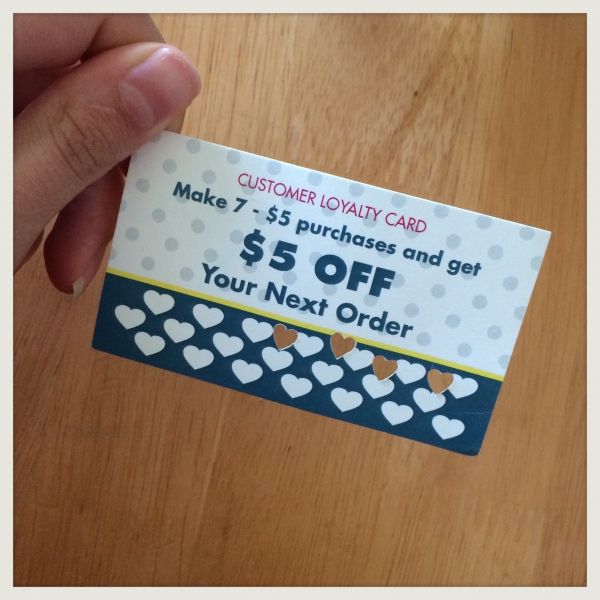 CUSTOMER LOYALTY CARD
Make 7 - $5 purchases and get
$5 OFF
Your Next Order